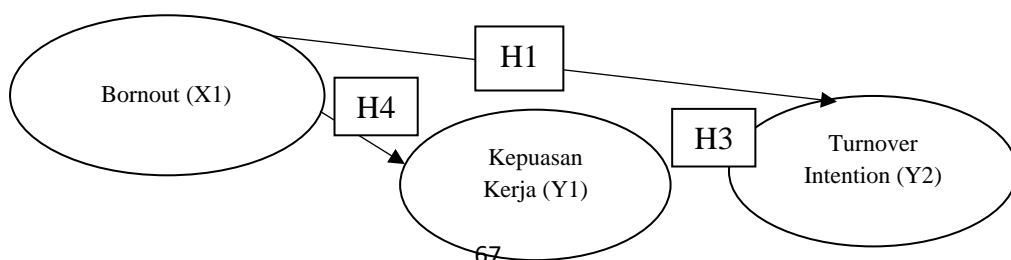 H1
Bornout (X1)
H4
Kepuasan
Kerja (Y1)
H3
Turnover
Intention (Y2)
67